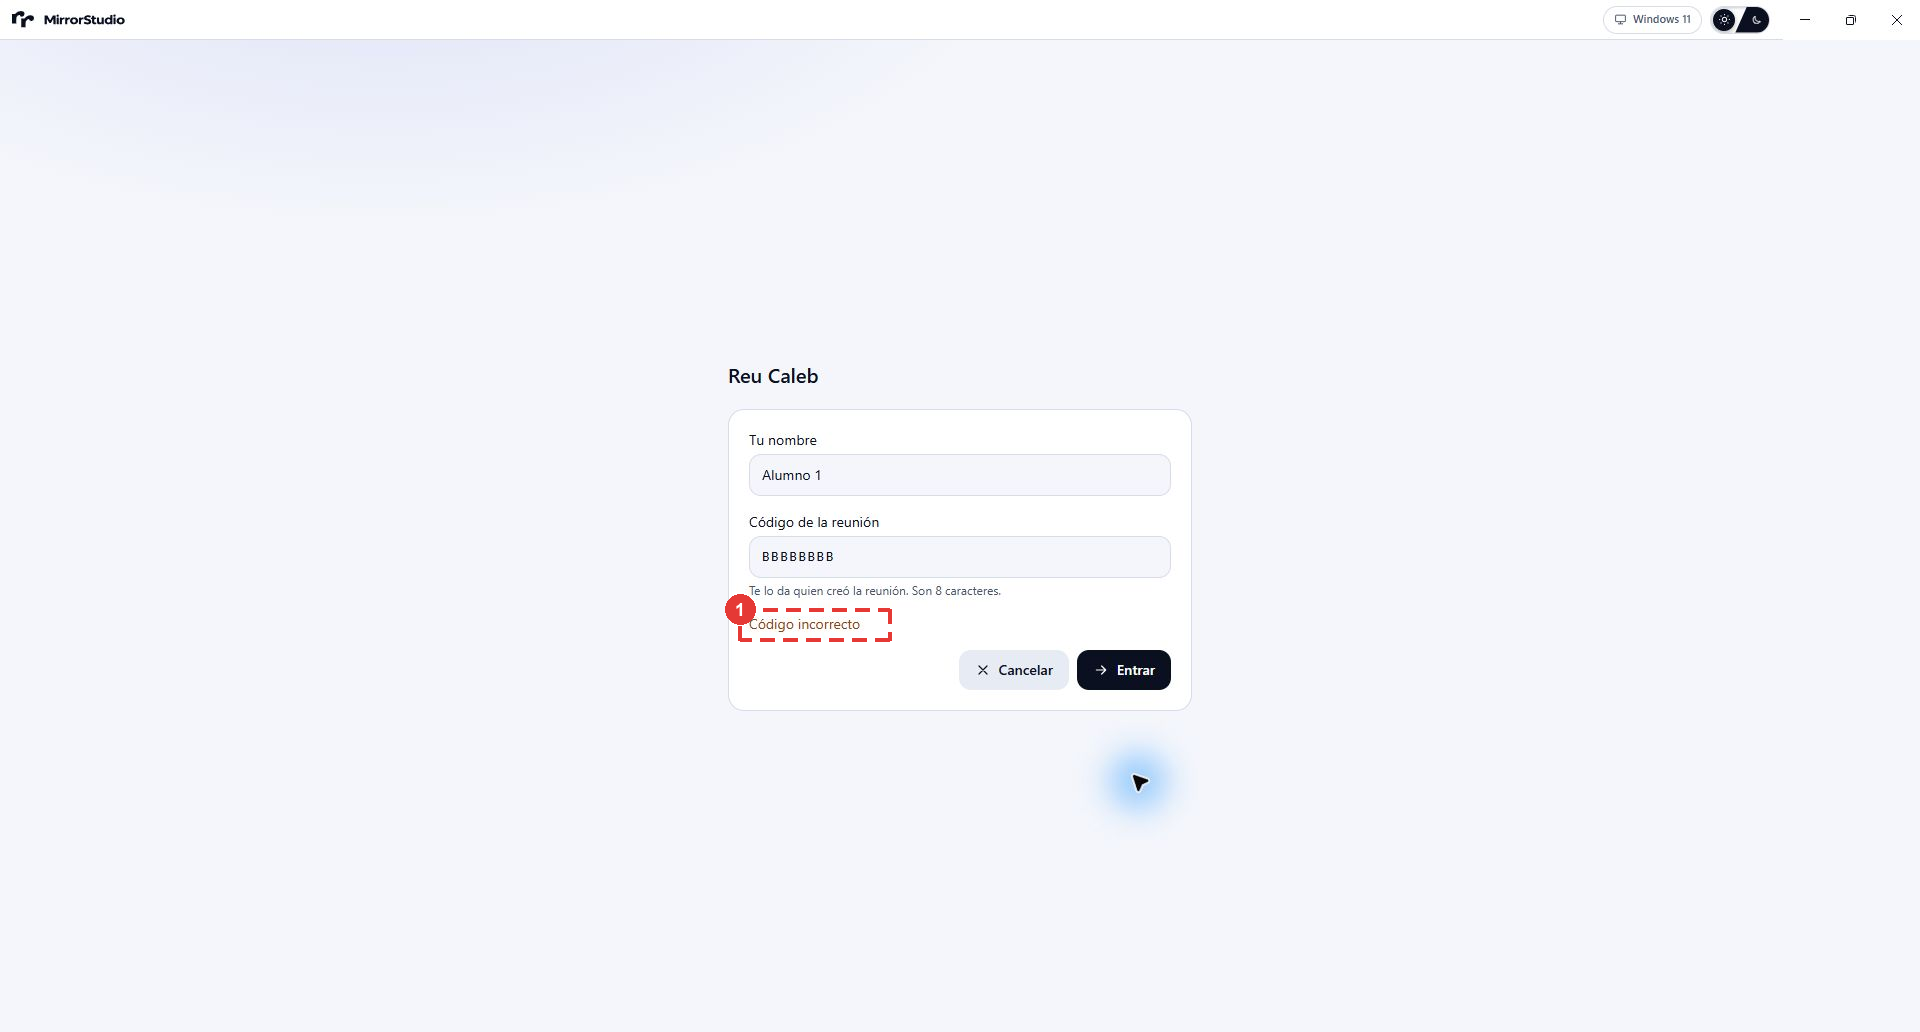 MirrorStudio
Windows 11
Reu Caleb
Tu nombre
Alumno 1
Código de la reunión
BBBBBBBB
Te lo da quien creó la reunión. Son 8 caracteres.
1
Código incorrecto
Cancelar
Entrar